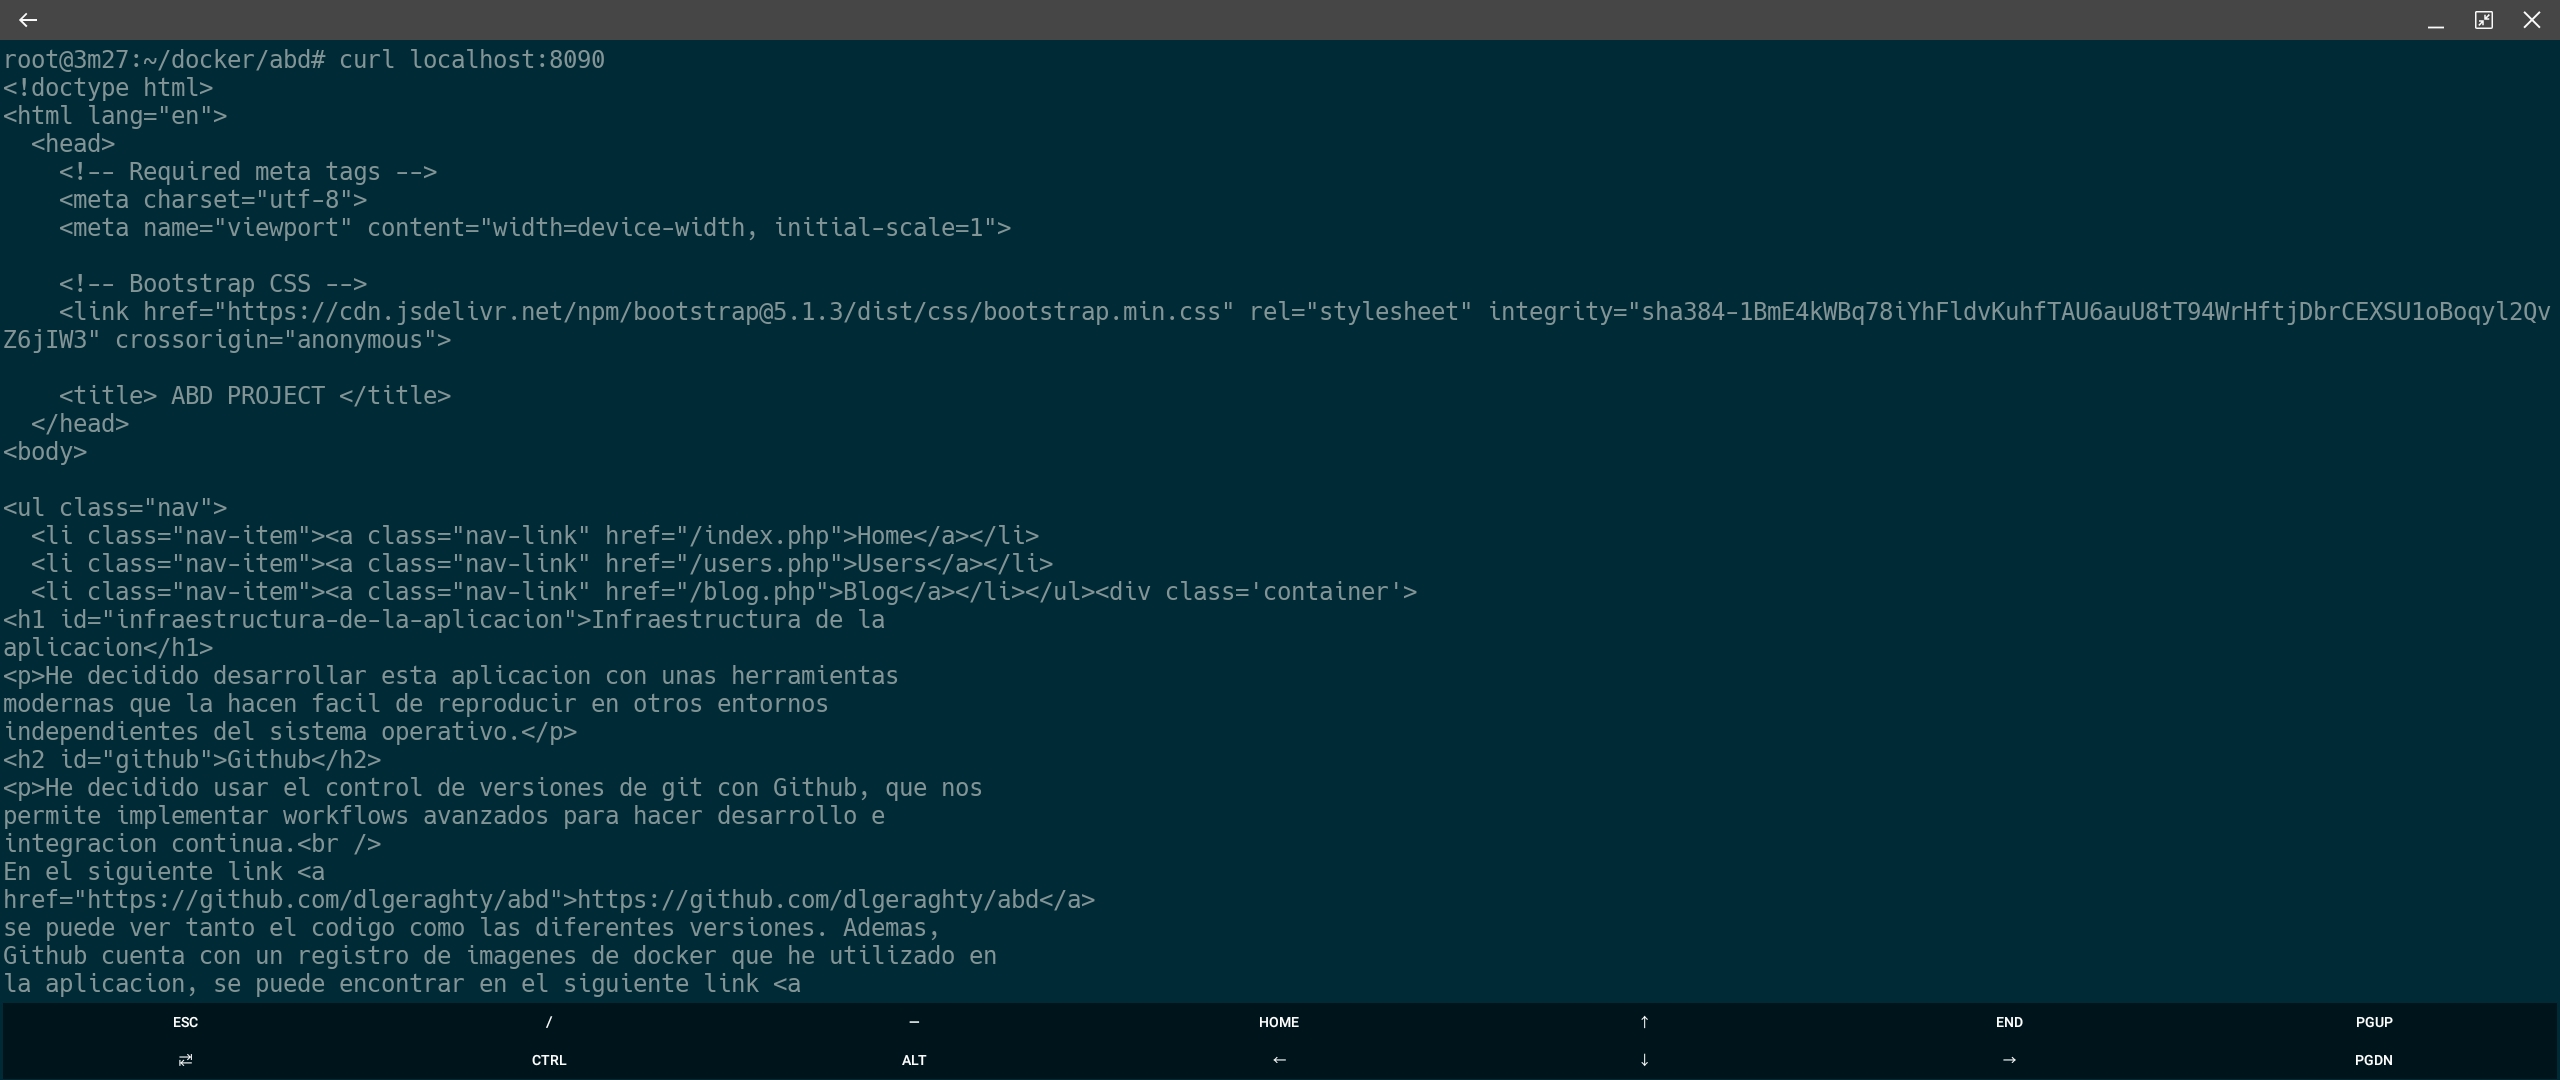 root@3m27:~/docker/abd# curl localhost:8090
<!doctype html>
<html lang="en">
  <head>
    <!-- Required meta tags -->
    <meta charset="utf-8">
    <meta name="viewport" content="width=device-width, initial-scale=1">

    <!-- Bootstrap CSS -->
    <link href="https://cdn.jsdelivr.net/npm/bootstrap@5.1.3/dist/css/bootstrap.min.css" rel="stylesheet" integrity="sha384-1BmE4kWBq78iYhFldvKuhfTAU6auU8tT94WrHftjDbrCEXSU1oBoqyl2Qv
Z6jIW3" crossorigin="anonymous">

    <title> ABD PROJECT </title>
  </head>
<body>

<ul class="nav">
  <li class="nav-item"><a class="nav-link" href="/index.php">Home</a></li>
  <li class="nav-item"><a class="nav-link" href="/users.php">Users</a></li>
  <li class="nav-item"><a class="nav-link" href="/blog.php">Blog</a></li></ul><div class='container'>
<h1 id="infraestructura-de-la-aplicacion">Infraestructura de la
aplicacion</h1>
<p>He decidido desarrollar esta aplicacion con unas herramientas
modernas que la hacen facil de reproducir en otros entornos
independientes del sistema operativo.</p>
<h2 id="github">Github</h2>
<p>He decidido usar el control de versiones de git con Github, que nos
permite implementar workflows avanzados para hacer desarrollo e
integracion continua.<br />
En el siguiente link <a
href="https://github.com/dlgeraghty/abd">https://github.com/dlgeraghty/abd</a>
se puede ver tanto el codigo como las diferentes versiones. Ademas,
Github cuenta con un registro de imagenes de docker que he utilizado en
la aplicacion, se puede encontrar en el siguiente link <a
ESC / — HOME ↑ END PGUP
⇄ CTRL ALT ← ↓ → PGDN